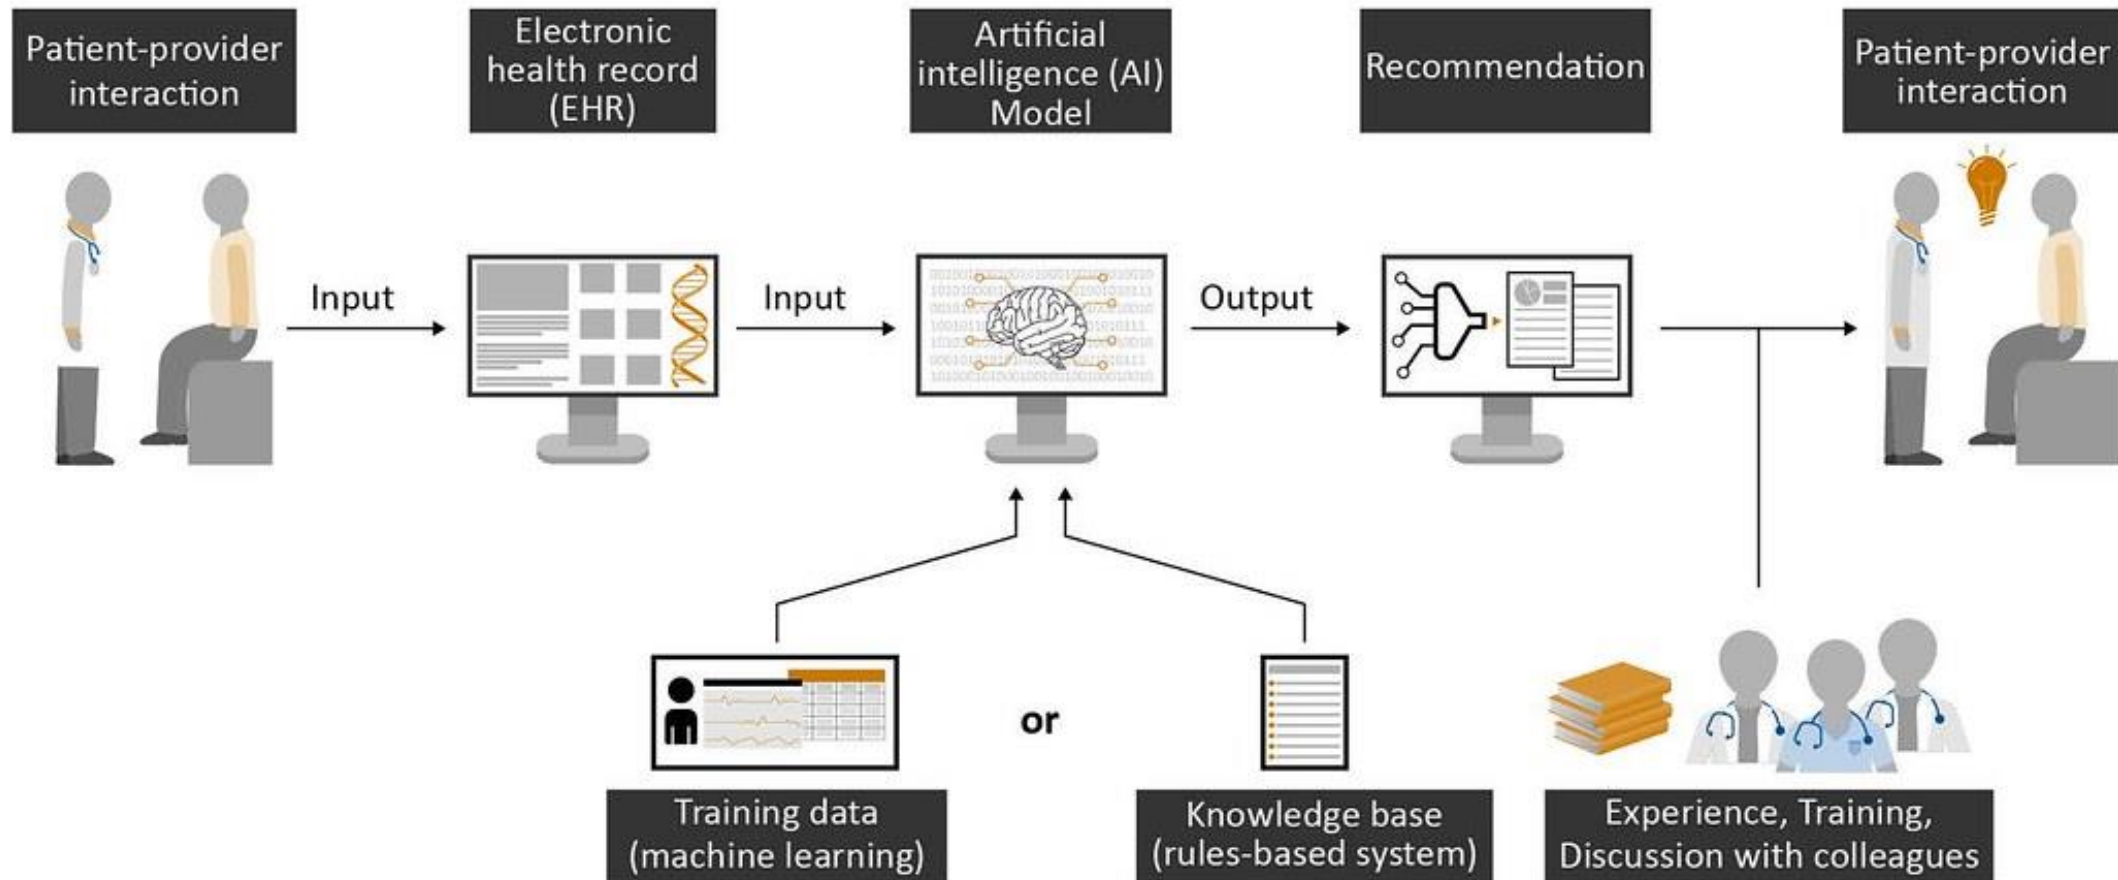 Patient-provider
interaction
Electronic
health record
(EHR)
Artificial
intelligence (AI)
Model
Recommendation
Patient-provider
interaction
Input
Input
Output
or
Training data
(machine learning)
Knowledge base
(rules-based system)
Experience, Training,
Discussion with colleagues